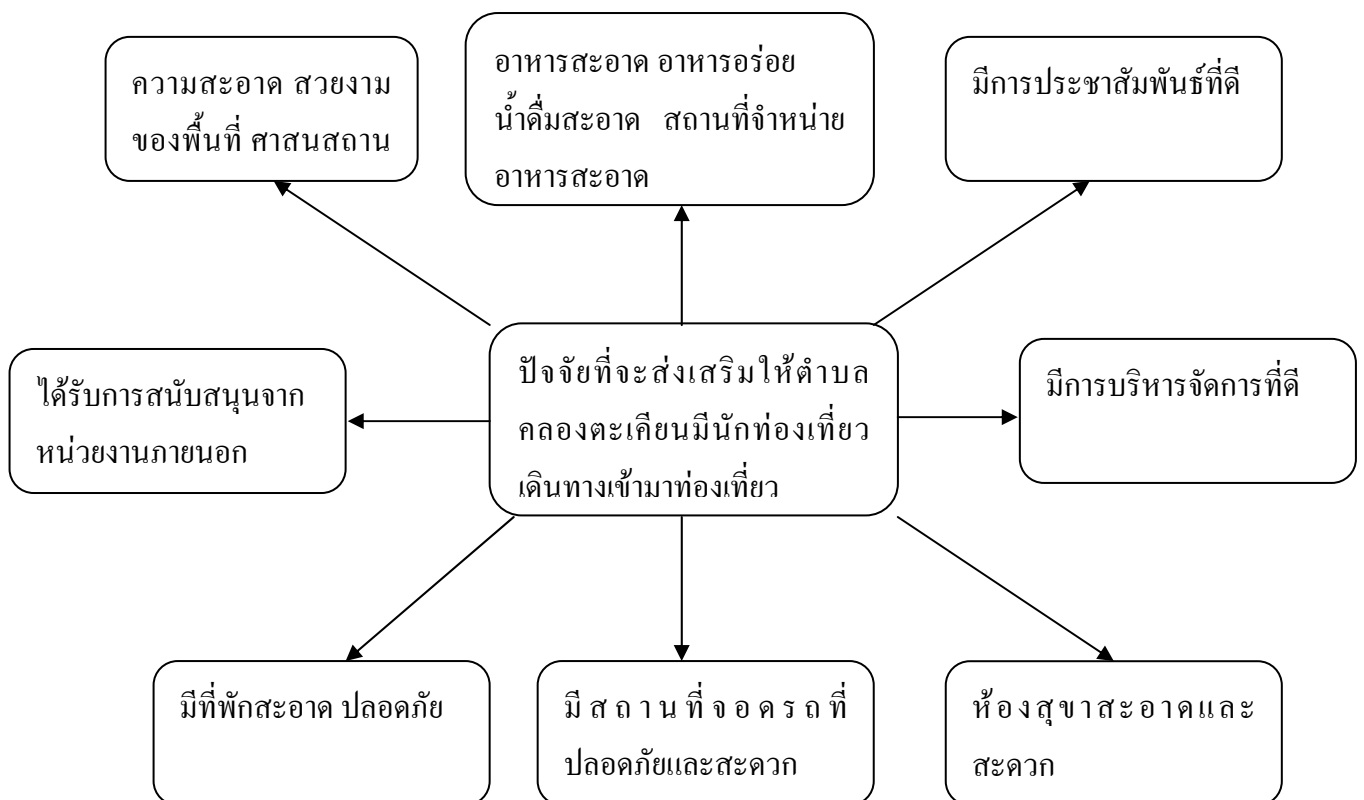 ความสะอาด สวยงาม
ของพื้นที่ ศาสนสถาน
อาหารสะอาด อาหารอร่อย
น้ำดื่มสะอาด สถานที่จำหน่าย
อาหารสะอาด
มีการประชาสัมพันธ์ที่ดี
ได้รับการสนับสนุนจาก
หน่วยงานภายนอก
ปัจจัยที่จะส่งเสริมให้ตำบล
คลองตะเคียนมีนักท่องเที่ยว
เดินทางเข้ามาท่องเที่ยว
มีการบริหารจัดการที่ดี
มีที่พักสะอาด ปลอดภัย
มีสถานที่จอดรถที่
ปลอดภัยและสะดวก
ห้องสุขาสะอาดและ
สะดวก